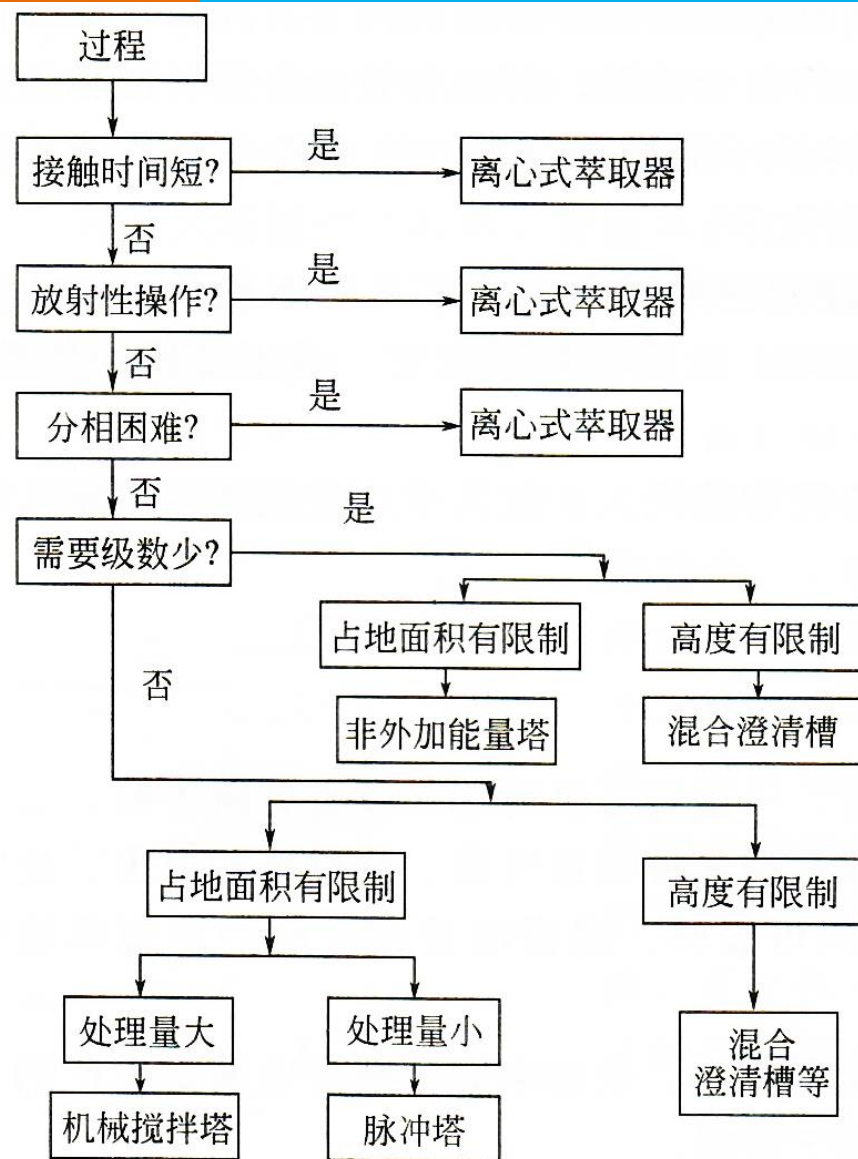 过程
接触时间短?
是
离心式萃取器
否
放射性操作?
是
离心式萃取器
否
分相困难?
是
离心式萃取器
否
是
需要级数少?
占地面积有限制
高度有限制
否
非外加能量塔
混合澄清槽
占地面积有限制
高度有限制
处理量大
处理量小
混合
澄清槽等
机械搅拌塔
脉冲塔